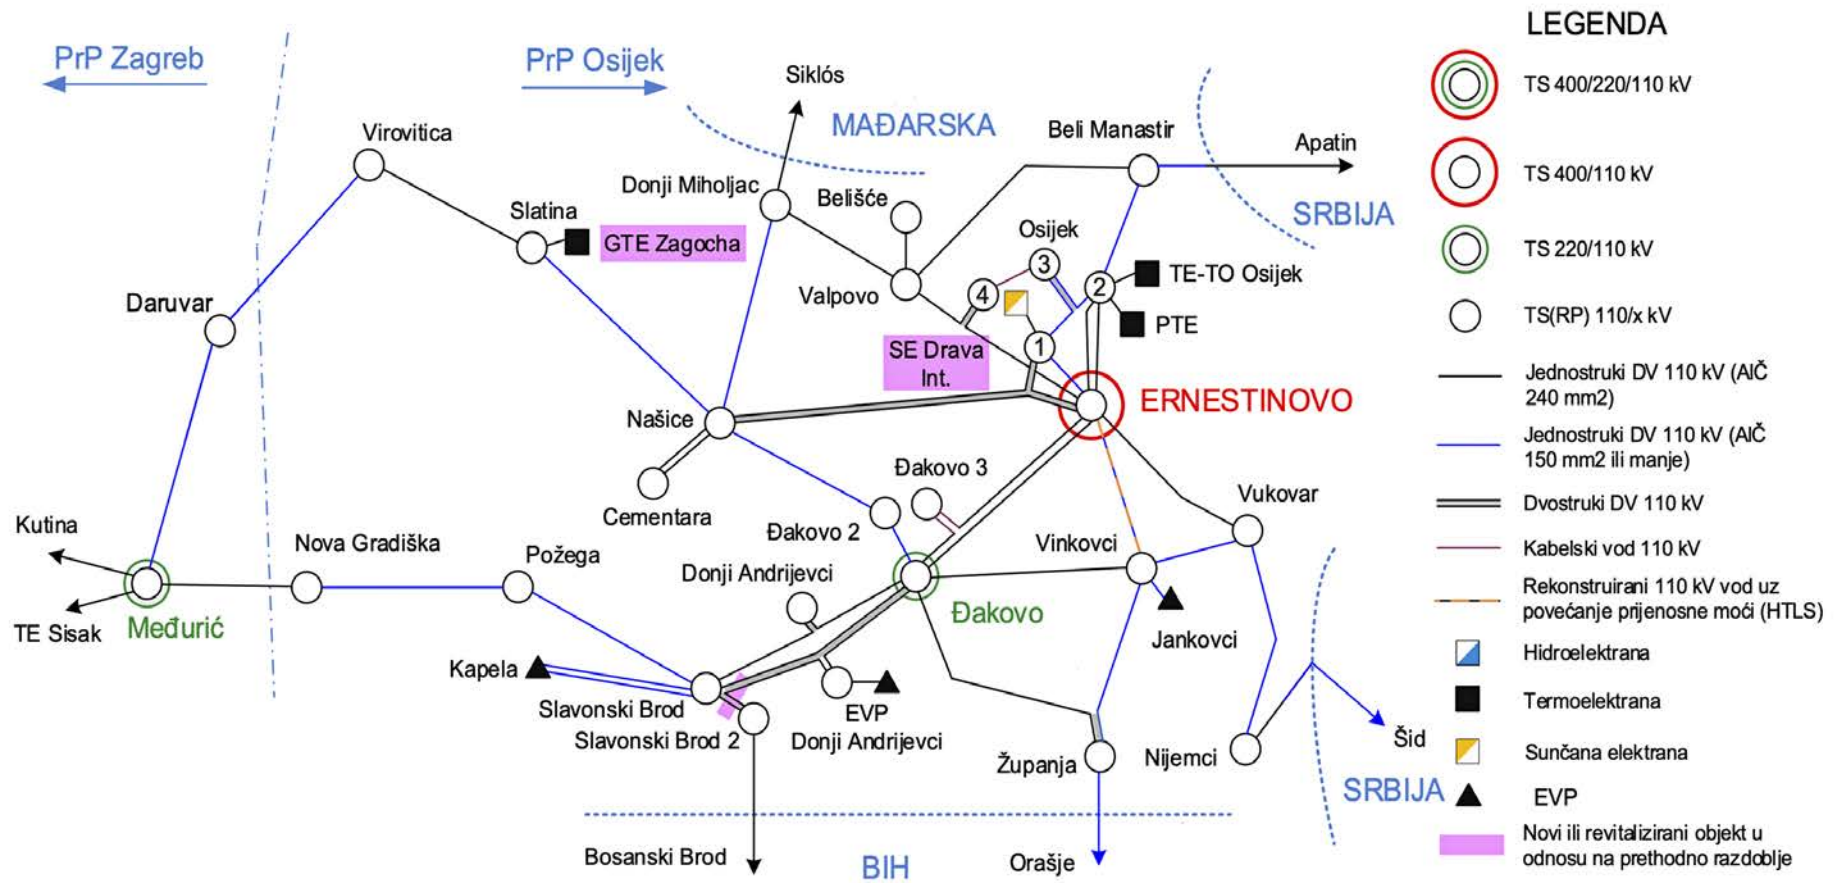 PrP Zagreb
PrP Osijek
Siklós
MAĐARSKA
Virovitica
Beli Manastir
Apatin
Donji Miholjac
Belišće
SRBIJA
Slatina
GTE Zagocha
Osijek
3
4
2
1
TE-TO Osijek
PTE
Valpovo
Daruvar
SE Drava
Int.
ERNESTINOVO
Našice
Cementara
Đakovo 3
Vukovar
Đakovo 2
Vinkovci
Kutina
Nova Gradiška
Požega
Donji Andrijevci
TE Sisak
Međurić
Đakovo
Jankovci
Kapela
Slavonski Brod
Slavonski Brod 2
EVP
Donji Andrijevci
Županja
Nijemci
Šid
SRBIJA
Bosanski Brod
BIH
Orašje
LEGENDA
TS 400/220/110 kV
TS 400/110 kV
TS 220/110 kV
TS(RP) 110/x kV
Jednostruki DV 110 kV (AlČ
240 mm2)
Jednostruki DV 110 kV (AlČ
150 mm2 ili manje)
Dvostruki DV 110 kV
Kabelski vod 110 kV
Rekonstruirani 110 kV vod uz
povećanje prijenosne moći (HTLS)
Hidroelektrana
Termoelektrana
Sunčana elektrana
EVP
Novi ili revitalizirani objekt u
odnosu na prethodno razdoblje